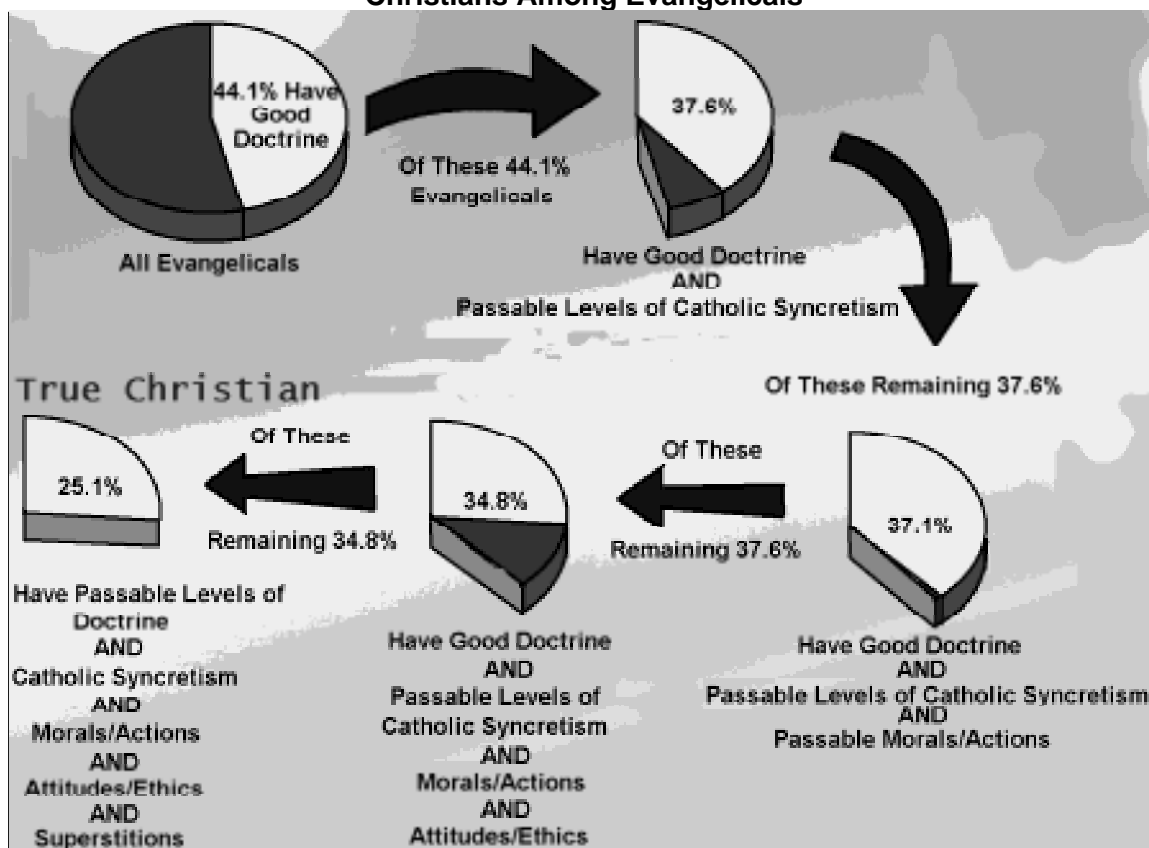 Christians Among Evangelicals
44.1% Have
Good
Doctrine
All Evangelicals
Of These 44.1%
Evangelicals
37.6%
Have Good Doctrine
AND
Passable Levels of Catholic Syncretism
Of These Remaining 37.6%
37.1%
Have Good Doctrine
AND
Passable Levels of Catholic Syncretism
AND
Passable Morals/Actions
Of These
Remaining 37.6%
34.8%
Have Good Doctrine
AND
Passable Levels of
Catholic Syncretism
AND
Morals/Actions
AND
Attitudes/Ethics
Of These
Remaining 34.8%
True Christian
25.1%
Have Passable Levels of
Doctrine
AND
Catholic Syncretism
AND
Morals/Actions
AND
Attitudes/Ethics
AND
Superstitions